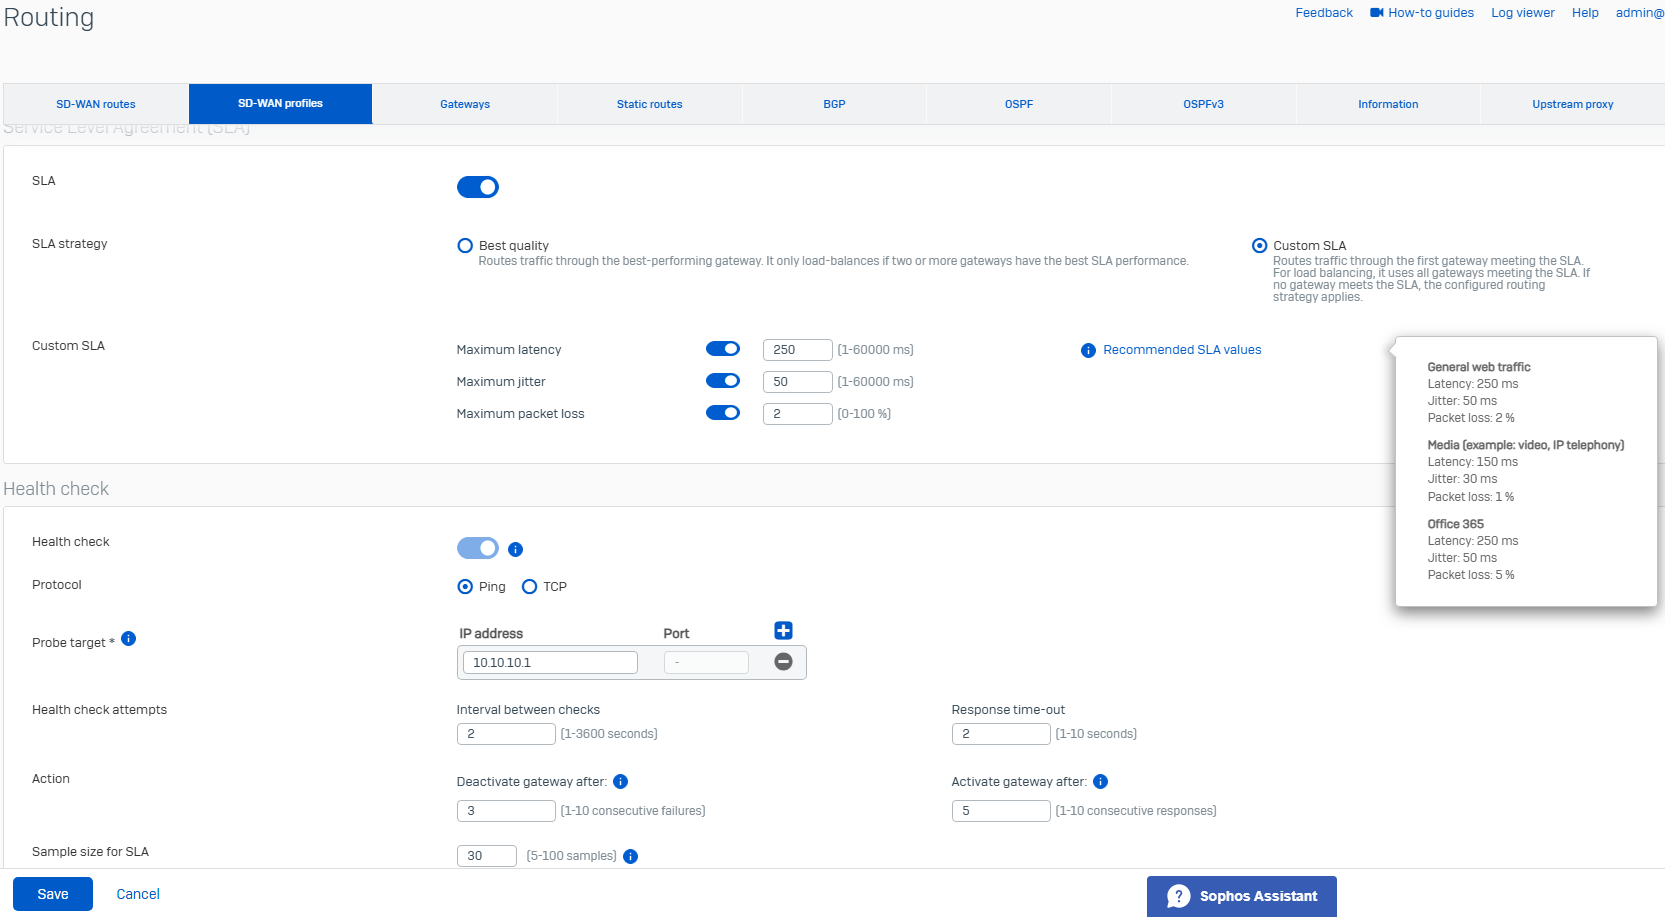 Routing
Feedback
How-to guides
Log viewer
Help
admin@
SD-WAN routes
SD-WAN profiles
Gateways
Static routes
BGP
OSPF
OSPFv3
Information
Upstream proxy
Service Level Agreement (SLA)
SLA
SLA strategy
Best quality
Routes traffic through the best-performing gateway. It only load-balances if two or more gateways have the best SLA performance.
Custom SLA
Routes traffic through the first gateway meeting the SLA.
For load balancing, it uses all gateways meeting the SLA. If
no gateway meets the SLA, the configured routing
strategy applies.
Custom SLA
Maximum latency
250
(1-60000 ms)
Recommended SLA values
Maximum jitter
50
(1-60000 ms)
Maximum packet loss
2
(0-100 %)
General web traffic
Latency: 250 ms
Jitter: 50 ms
Packet loss: 2 %
Media (example: video, IP telephony)
Latency: 150 ms
Jitter: 30 ms
Packet loss: 1 %
Office 365
Latency: 250 ms
Jitter: 50 ms
Packet loss: 5 %
Health check
Health check
Protocol
Ping
TCP
Probe target *
IP address
Port
10.10.10.1
-
Health check attempts
Interval between checks
2
(1-3600 seconds)
Response time-out
2
(1-10 seconds)
Action
Deactivate gateway after:
3
(1-10 consecutive failures)
Activate gateway after:
5
(1-10 consecutive responses)
Sample size for SLA
30
(5-100 samples)
Save
Cancel
Sophos Assistant